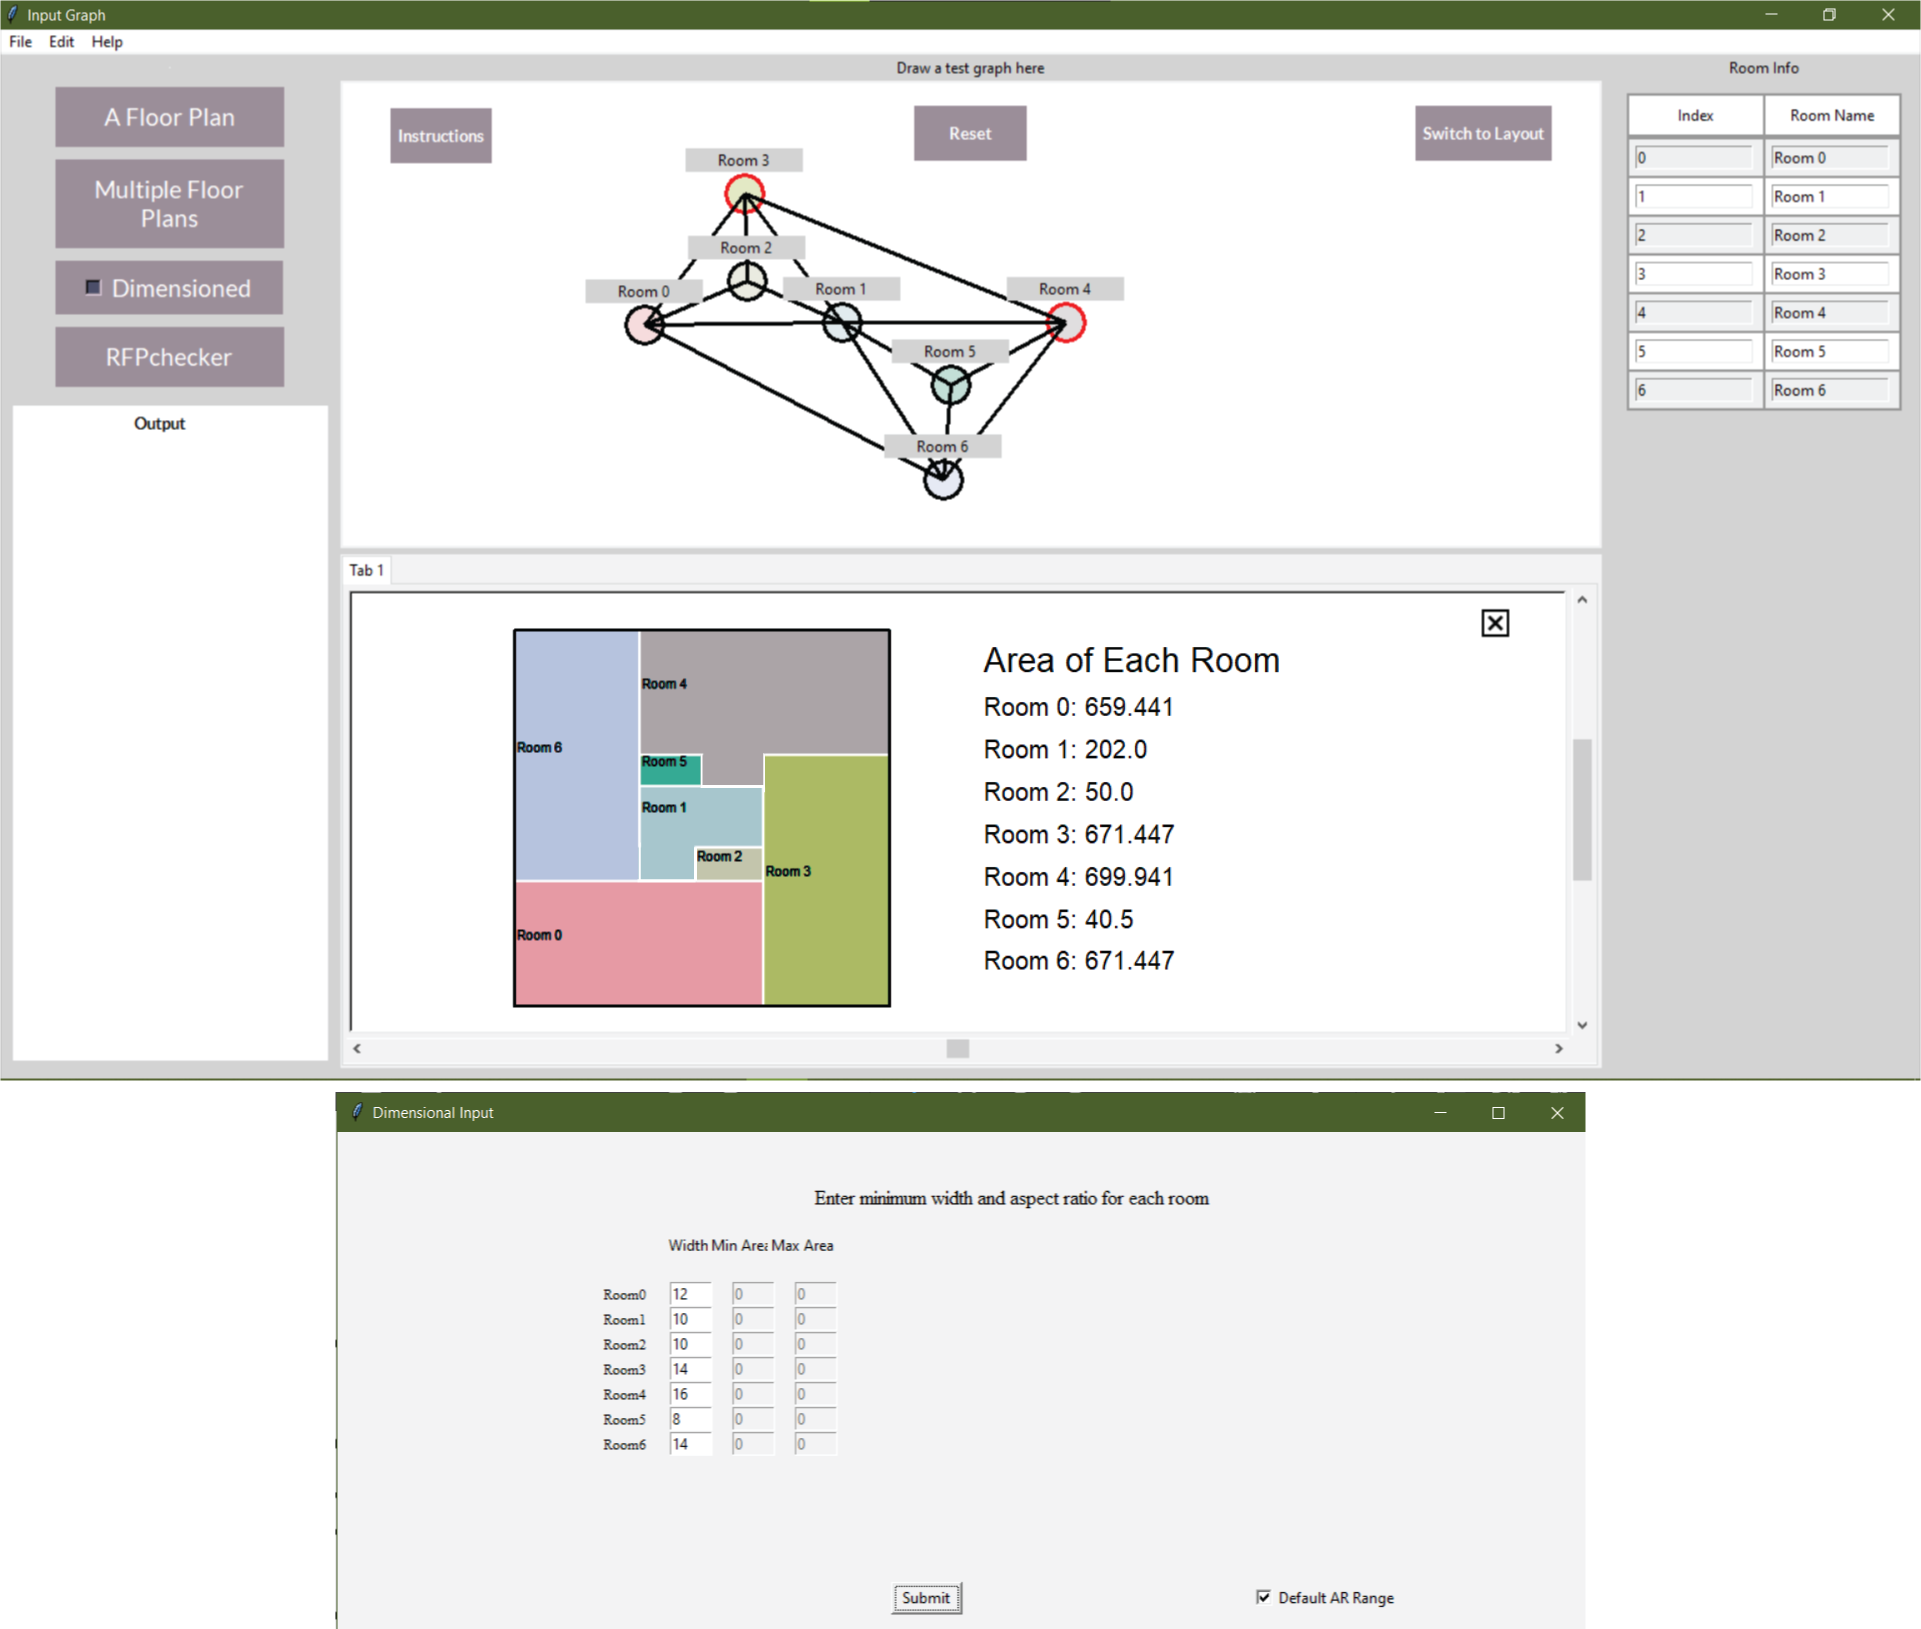 Input Graph
File Edit Help
Draw a test graph here
Room Info
A Floor Plan
Multiple Floor
Plans
Dimensioned
RFPchecker
Output
Instructions
Reset
Switch to Layout
Room 3
Room 2
Room 0
Room 1
Room 4
Room 5
Room 6
Index Room Name
0 Room 0
1 Room 1
2 Room 2
3 Room 3
4 Room 4
5 Room 5
6 Room 6
Tab 1
Room 4
Room 6
Room 5
Room 1
Room 2
Room 3
Room 0
Area of Each Room
Room 0: 659.441
Room 1: 202.0
Room 2: 50.0
Room 3: 671.447
Room 4: 699.941
Room 5: 40.5
Room 6: 671.447
Dimensional Input
Enter minimum width and aspect ratio for each room
Width Min Area Max Area
Room0 12 0 0
Room1 10 0 0
Room2 10 0 0
Room3 14 0 0
Room4 16 0 0
Room5 8 0 0
Room6 14 0 0
Submit
Default AR Range